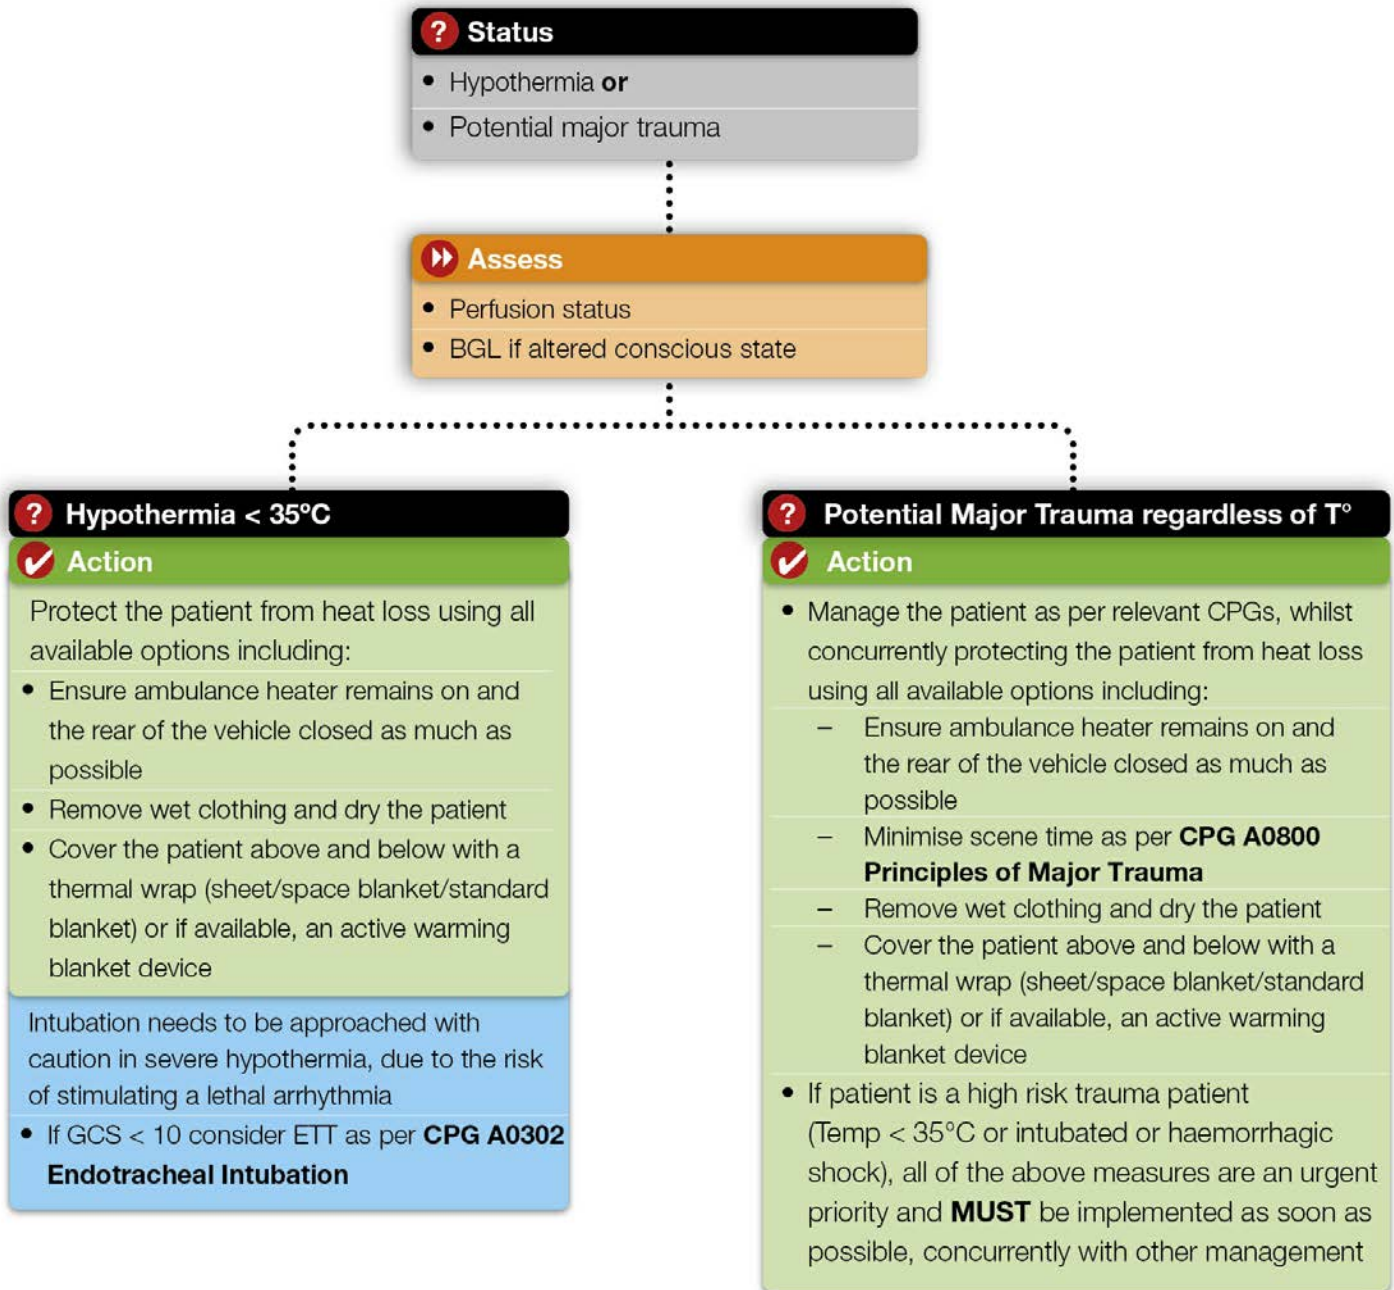 Status
• Hypothermia or
• Potential major trauma
Assess
• Perfusion status
• BGL if altered conscious state
? Hypothermia < 35ºC
Action
Protect the patient from heat loss using all
available options including:
• Ensure ambulance heater remains on and
the rear of the vehicle closed as much as
possible
• Remove wet clothing and dry the patient
• Cover the patient above and below with a
thermal wrap (sheet/space blanket/standard
blanket) or if available, an active warming
blanket device
Intubation needs to be approached with
caution in severe hypothermia, due to the risk
of stimulating a lethal arrhythmia
• If GCS < 10 consider ETT as per CPG A0302
Endotracheal Intubation
? Potential Major Trauma regardless of Tº
Action
• Manage the patient as per relevant CPGs, whilst
concurrently protecting the patient from heat loss
using all available options including:
– Ensure ambulance heater remains on and
the rear of the vehicle closed as much as
possible
– Minimise scene time as per CPG A0800
Principles of Major Trauma
– Remove wet clothing and dry the patient
– Cover the patient above and below with a
thermal wrap (sheet/space blanket/standard
blanket) or if available, an active warming
blanket device
• If patient is a high risk trauma patient
(Temp < 35°C or intubated or haemorrhagic
shock), all of the above measures are an urgent
priority and MUST be implemented as soon as
possible, concurrently with other management